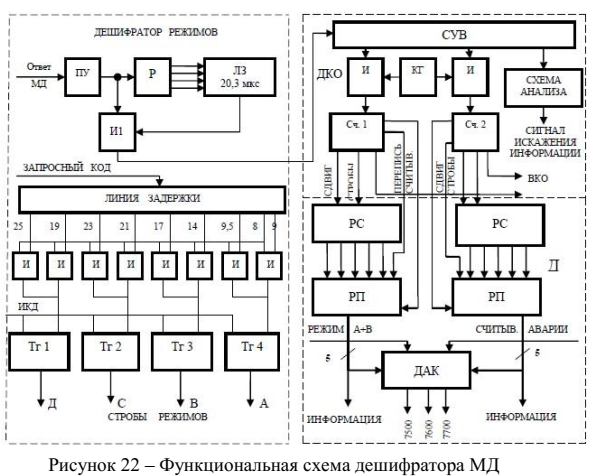 ДЕШИФРАТОР РЕЖИМОВ
Ответ
МД
ПУ
Р
ЛЗ
20,3 мкс
И1
ЗАПРОСНЫЙ КОД
ЛИНИЯ ЗАДЕРЖКИ
25 19 23 21 17 14 9,5 8 9
И И И И И И И И
ИКД
Тг 1 Тг 2 Тг 3 Тг 4
Д С В А
СТРОБЫ РЕЖИМОВ
СУВ
ДКО
И КГ И
СХЕМА
АНАЛИЗА
Сч. 1
Сч. 2
СИГНАЛ
ИСКАЖЕНИЯ
ИНФОРМАЦИИ
СДВИГ
СТРОБЫ
ПЕРЕПИСЬ
СЧИТЫВ.
СДВИГ
СТРОБЫ
ВКО
РС РС
Д
РП РП
РЕЖИМ А+В
СЧИТЫВ. АВАРИИ
5 5
ДАК
ИНФОРМАЦИЯ
ИНФОРМАЦИЯ
7500
7600
7700
Рисунок 22 – Функциональная схема дешифратора МД